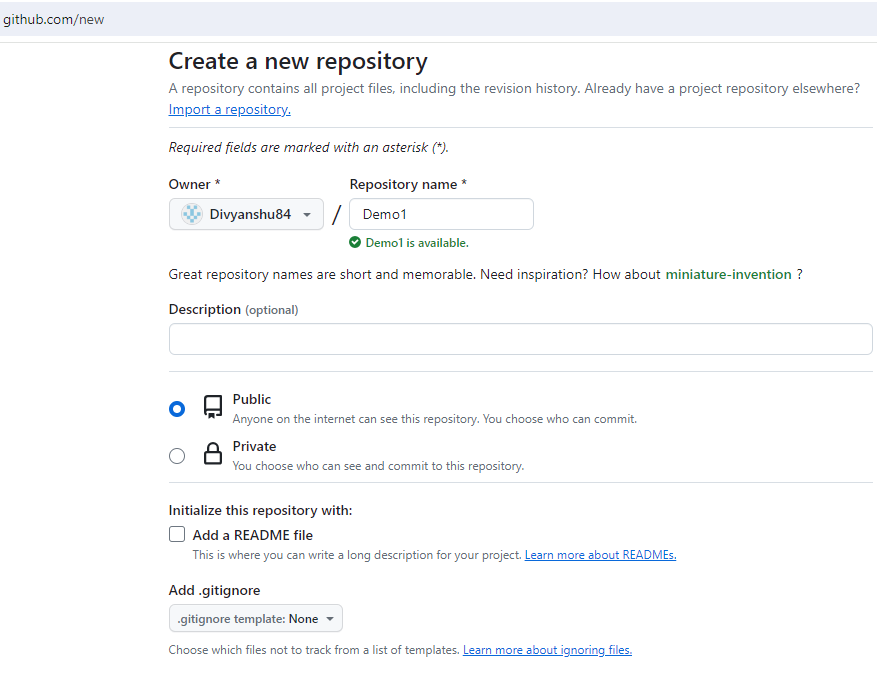 github.com/new
Create a new repository
A repository contains all project files, including the revision history. Already have a project repository elsewhere?
Import a repository.
Required fields are marked with an asterisk (*).
Owner *
Repository name *
Divyanshu84
/
Demo1
Demo1 is available.
Great repository names are short and memorable. Need inspiration? How about miniature-invention ?
Description (optional)
Public
Anyone on the internet can see this repository. You choose who can commit.
Private
You choose who can see and commit to this repository.
Initialize this repository with:
Add a README file
This is where you can write a long description for your project. Learn more about READMEs.
Add .gitignore
.gitignore template: None
Choose which files not to track from a list of templates. Learn more about ignoring files.